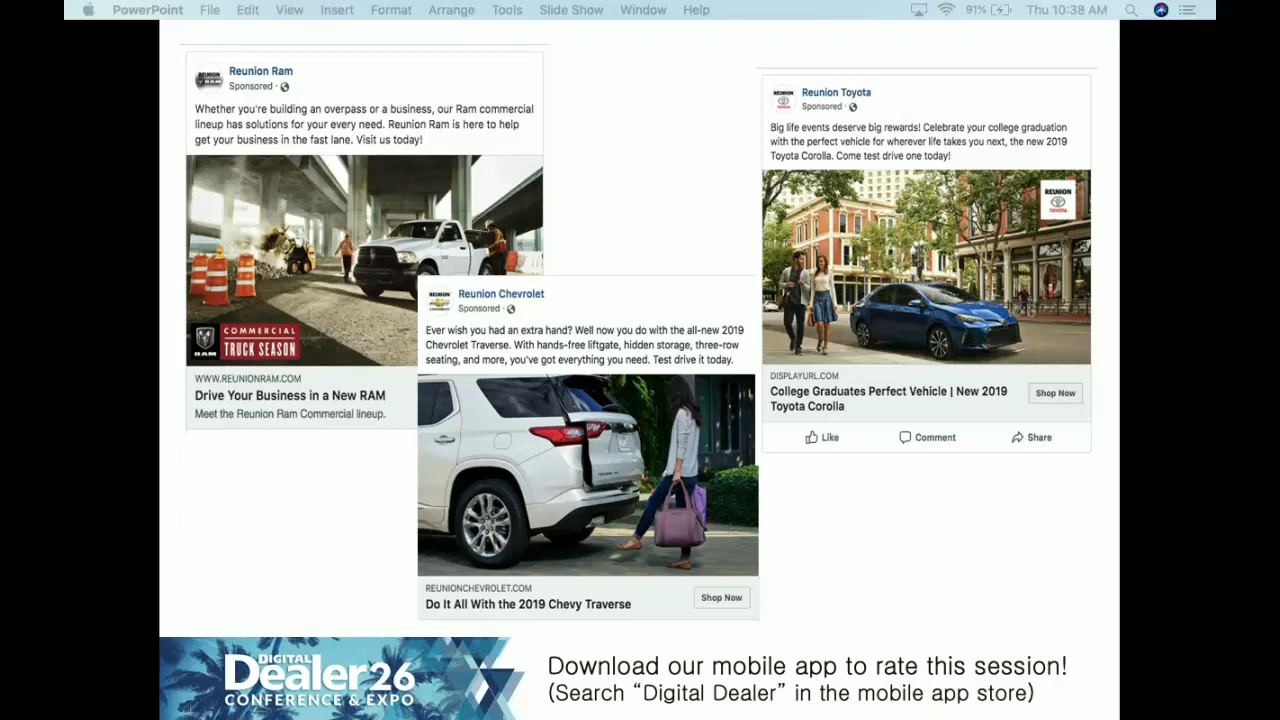 PowerPoint File Edit View Insert Format Arrange Tools Slide Show Window Help 91% Thu 10:38 AM
Reunion Ram
Sponsored ·
Whether you're building an overpass or a business, our Ram commercial
lineup has solutions for your every need. Reunion Ram is here to help
get your business in the fast lane. Visit us today!
RAM
COMMERCIAL
TRUCK SEASON
WWW.REUNIONRAM.COM
Drive Your Business in a New RAM
Meet the Reunion Ram Commercial lineup.
REUNION
Reunion Chevrolet
Sponsored ·
Ever wish you had an extra hand? Well now you do with the all-new 2019
Chevrolet Traverse. With hands-free liftgate, hidden storage, three-row
seating, and more, you've got everything you need. Test drive it today.
REUNIONCHEVROLET.COM
Do It All With the 2019 Chevy Traverse
Shop Now
REUNION
TOYOTA
Reunion Toyota
Sponsored ·
Big life events deserve big rewards! Celebrate your college graduation
with the perfect vehicle for wherever life takes you next, the new 2019
Toyota Corolla. Come test drive one today!
REUNION
TOYOTA
DISPLAYURL.COM
College Graduates Perfect Vehicle | New 2019
Toyota Corolla
Shop Now
Like Comment Share
DIGITAL
Dealer26
CONFERENCE & EXPO
Download our mobile app to rate this session!
(Search “Digital Dealer” in the mobile app store)